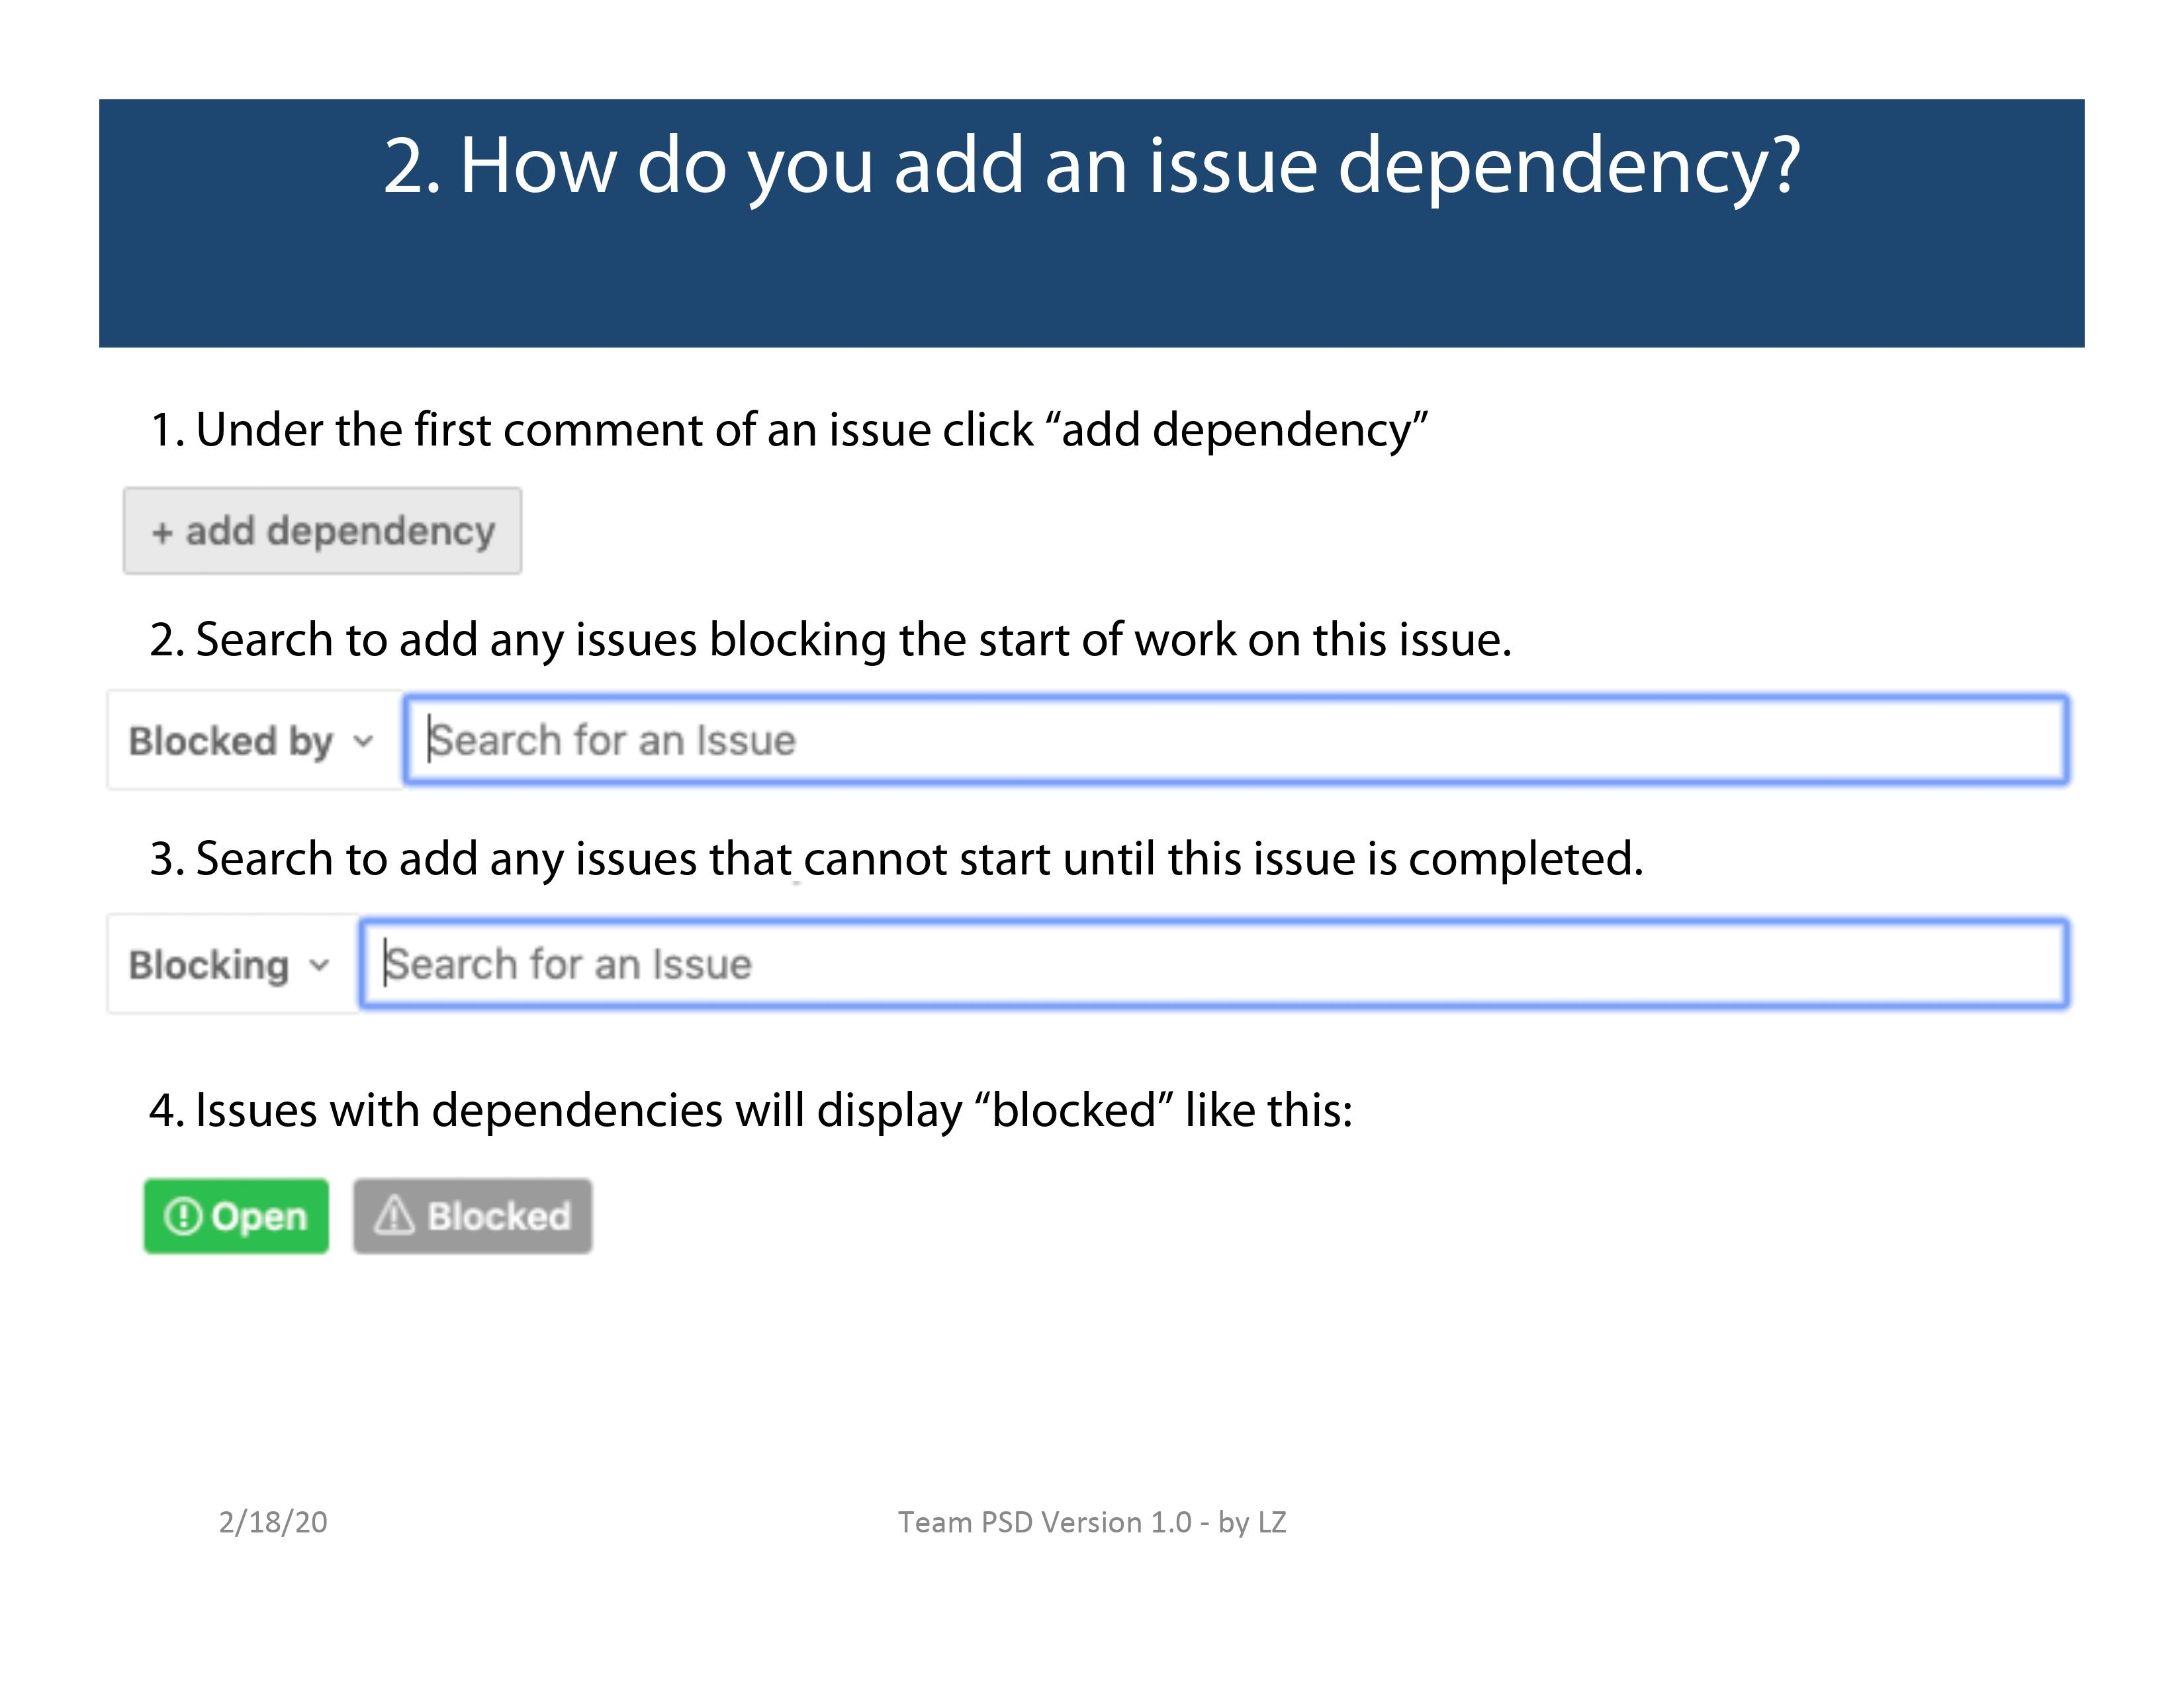 2. How do you add an issue dependency?
1. Under the first comment of an issue click “add dependency”
+ add dependency
2. Search to add any issues blocking the start of work on this issue.
Blocked by Search for an Issue
3. Search to add any issues that cannot start until this issue is completed.
Blocking Search for an Issue
4. Issues with dependencies will display “blocked” like this:
Open Blocked
2/18/20 Team PSD Version 1.0 - by LZ